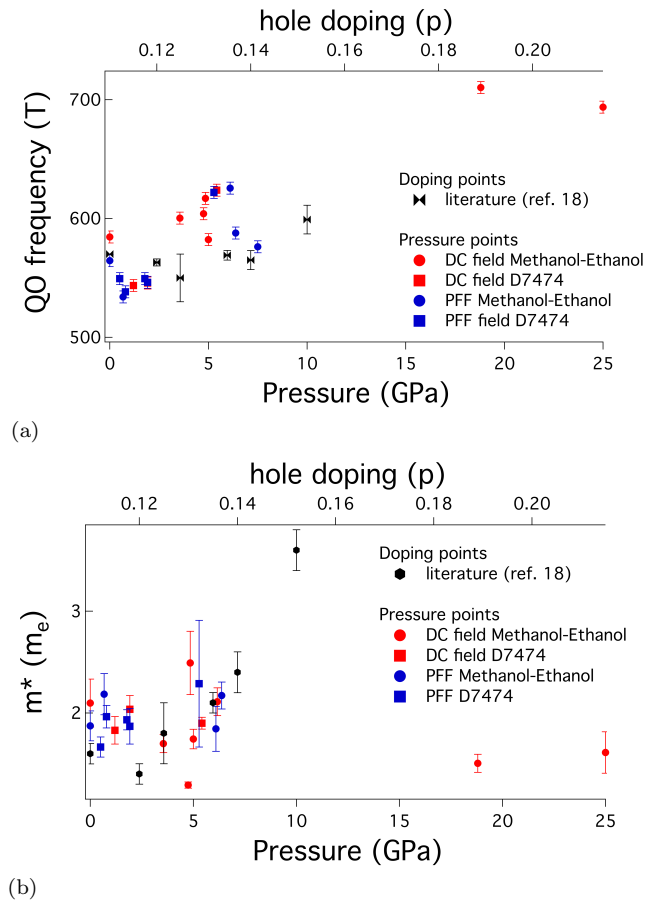 hole doping (p)
0.12 0.14 0.16 0.18 0.20
700
600
500
QO frequency (T)
Doping points
literature (ref. 18)
Pressure points
DC field Methanol-Ethanol
DC field D7474
PFF Methanol-Ethanol
PFF field D7474
0 5 10 15 20 25
Pressure (GPa)
(a)
hole doping (p)
0.12 0.14 0.16 0.18 0.20
3
2
m* (me)
Doping points
literature (ref. 18)
Pressure points
DC field Methanol-Ethanol
DC field D7474
PFF Methanol-Ethanol
PFF D7474
0 5 10 15 20 25
Pressure (GPa)
(b)